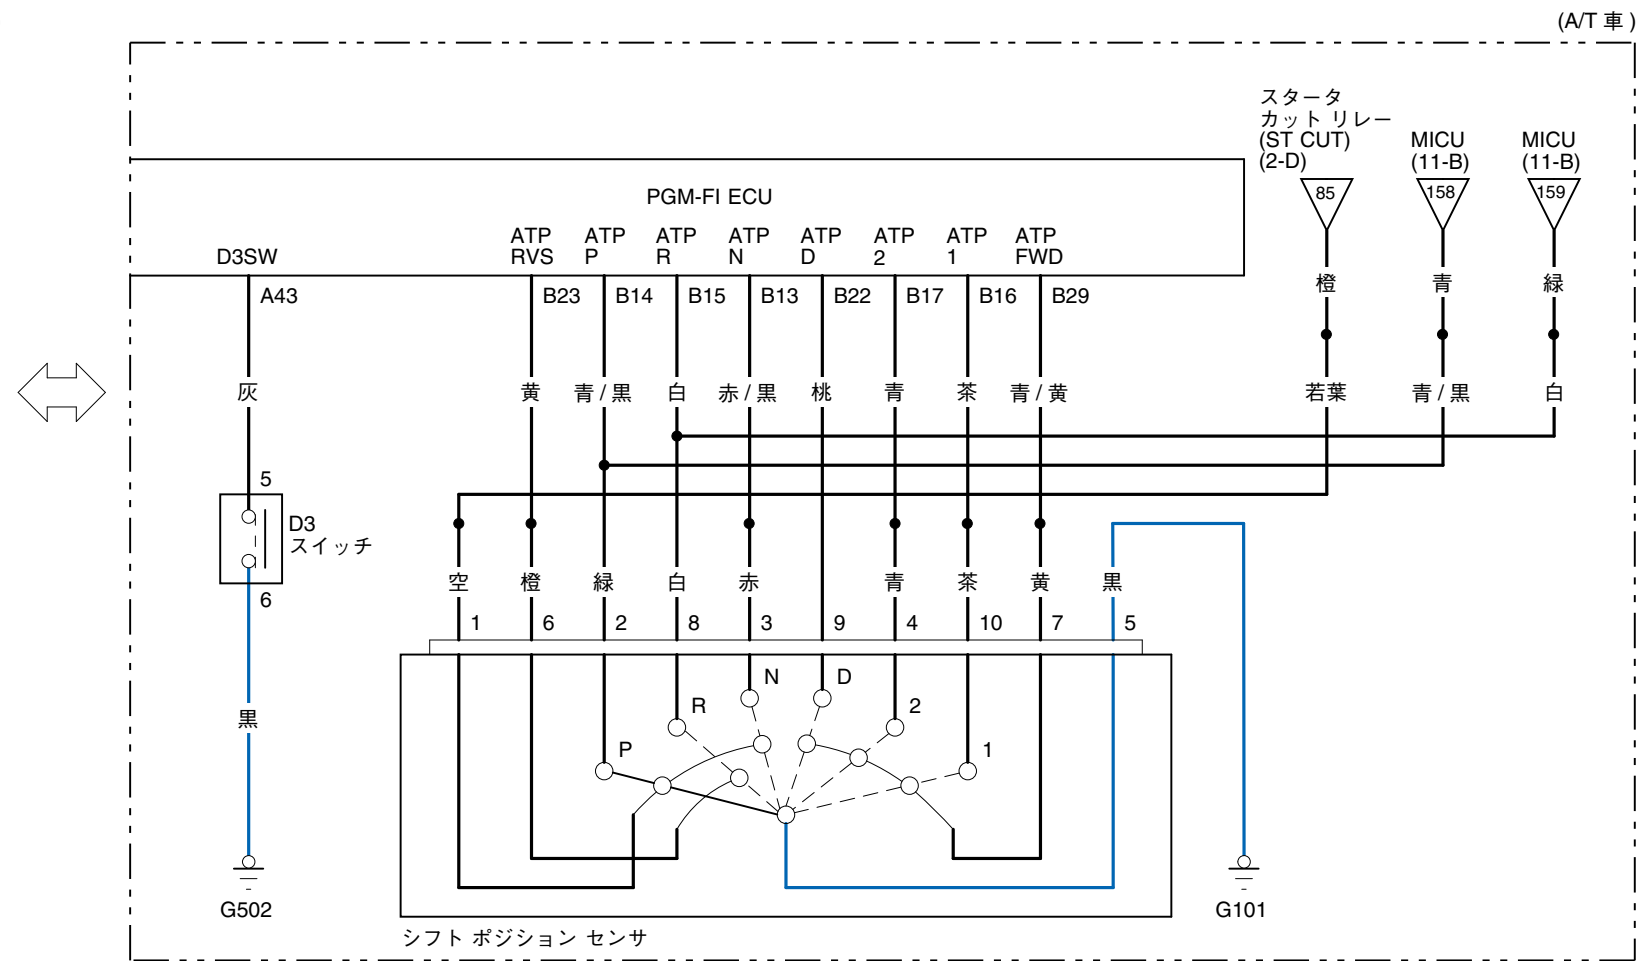 (A/T 車)
スタータ
カット リレー
(ST CUT)
(2-D)
MICU
(11-B)
MICU
(11-B)
85
158
159
PGM-FI ECU
D3SW
ATP
RVS
ATP
P
ATP
R
ATP
N
ATP
D
ATP
2
ATP
1
ATP
FWD
A43
B23
B14
B15
B13
B22
B17
B16
B29
橙
青
緑
灰
黄
青 / 黒
白
赤 / 黒
桃
青
茶
青 / 黄
若葉
青 / 黒
白
5
D3
スイッチ
6
空
橙
緑
白
赤
青
茶
黄
黒
1
6
2
8
3
9
4
10
7
5
N
D
R
2
P
1
黒
G502
G101
シフト ポジション センサ